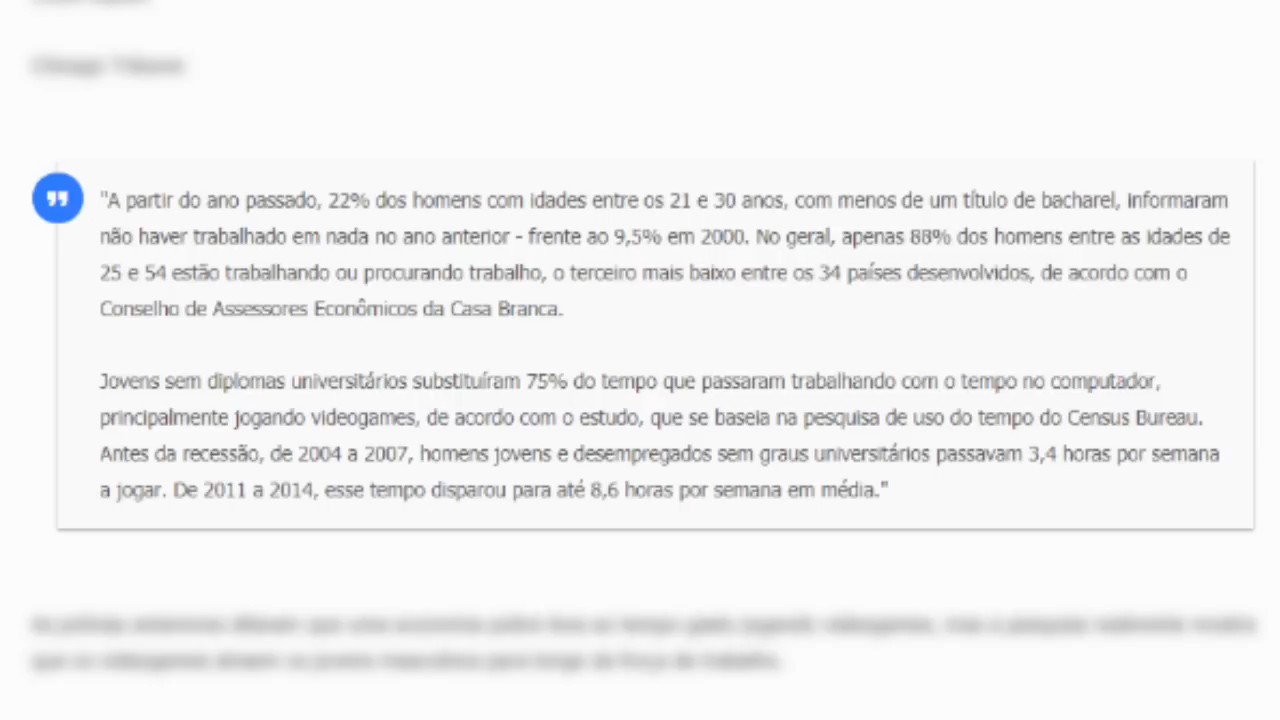 "A partir do ano passado, 22% dos homens com idades entre os 21 e 30 anos, com menos de um título de bacharel, informaram
não haver trabalhado em nada no ano anterior - frente ao 9,5% em 2000. No geral, apenas 88% dos homens entre as idades de
25 e 54 estão trabalhando ou procurando trabalho, o terceiro mais baixo entre os 34 países desenvolvidos, de acordo com o
Conselho de Assessores Econômicos da Casa Branca.
Jovens sem diplomas universitários substituíram 75% do tempo que passaram trabalhando com o tempo no computador,
principalmente jogando videogames, de acordo com o estudo, que se baseia na pesquisa de uso do tempo do Census Bureau.
Antes da recessão, de 2004 a 2007, homens jovens e desempregados sem graus universitários passavam 3,4 horas por semana
a jogar. De 2011 a 2014, esse tempo disparou para até 8,6 horas por semana em média."